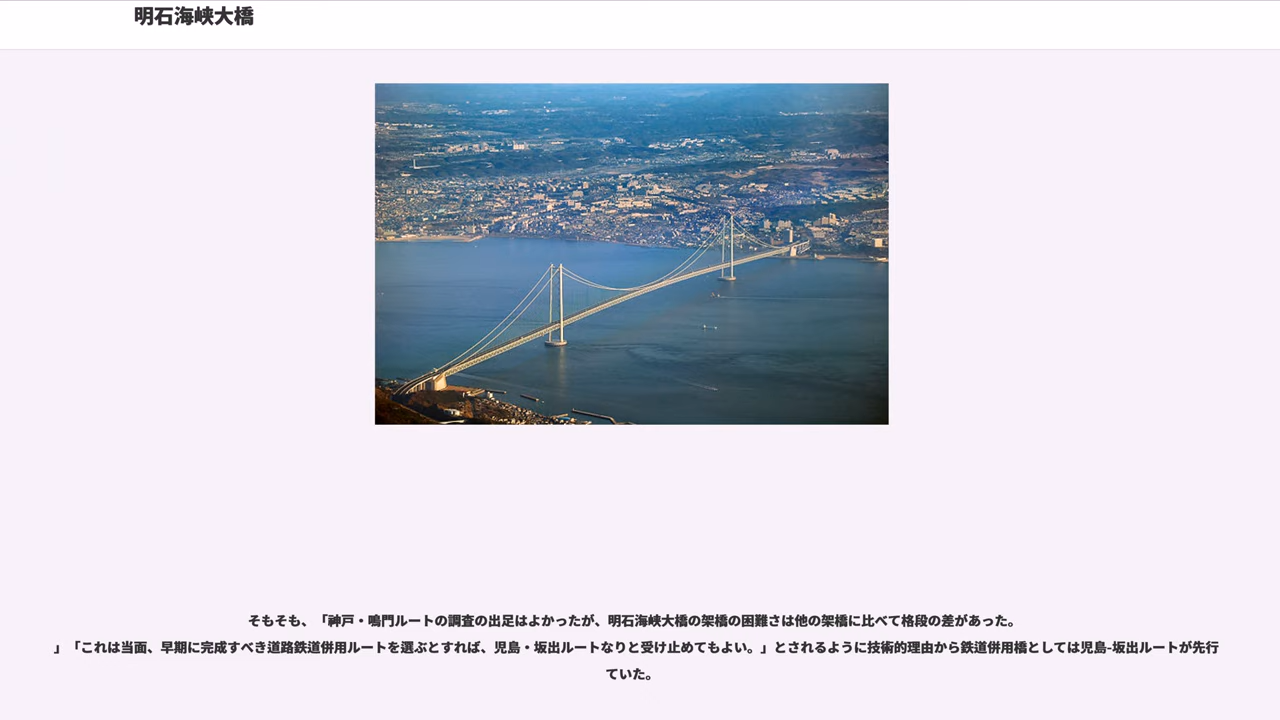 明石海峡大橋
そもそも、「神戸・鳴門ルートの調査の出足はよかったが、明石海峡大橋の架橋の困難さは他の架橋に比べて格段の差があった。
」「これは当面、早期に完成すべき道路鉄道併用ルートを選ぶとすれば、児島・坂出ルートなりと受け止めてもよい。」とされるように技術的理由から鉄道併用橋としては児島-坂出ルートが先行
ていた。